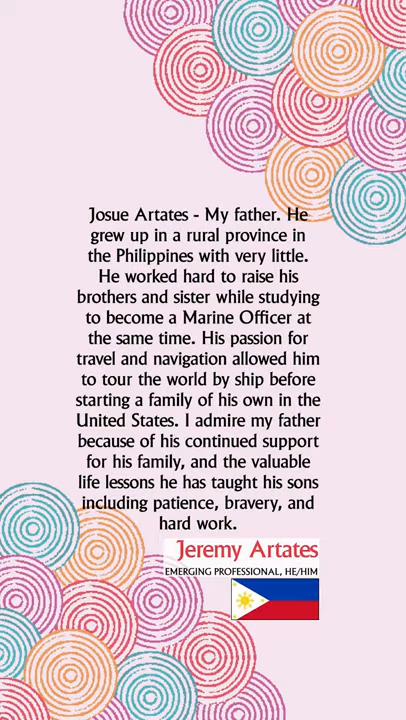 Josue Artates - My father. He
grew up in a rural province in
the Philippines with very little.
He worked hard to raise his
brothers and sister while studying
to become a Marine Officer at
the same time. His passion for
travel and navigation allowed him
to tour the world by ship before
starting a family of his own in the
United States. I admire my father
because of his continued support
for his family, and the valuable
life lessons he has taught his sons
including patience, bravery, and
hard work.
Jeremy Artates
EMERGING PROFESSIONAL, HE/HIM